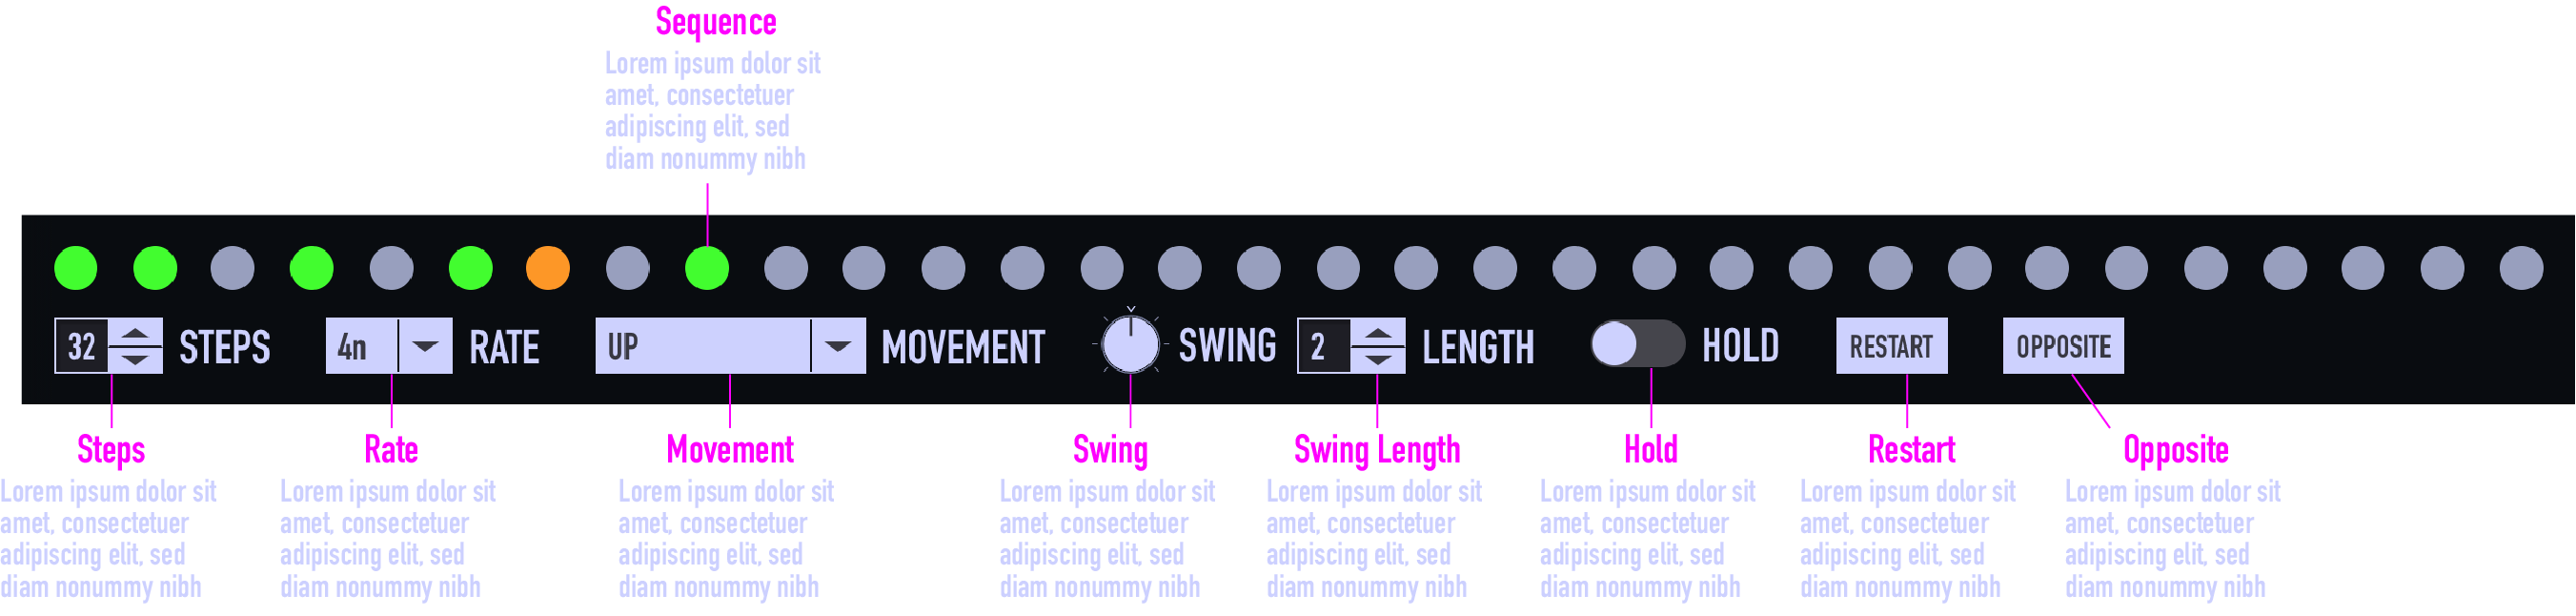 Sequence
Lorem ipsum dolor sit
amet, consectetuer
adipiscing elit, sed
diam nonummy nibh
32 STEPS
4n RATE
UP MOVEMENT
SWING
2 LENGTH
HOLD
RESTART
OPPOSITE
Steps
Lorem ipsum dolor sit
amet, consectetuer
adipiscing elit, sed
diam nonummy nibh
Rate
Lorem ipsum dolor sit
amet, consectetuer
adipiscing elit, sed
diam nonummy nibh
Movement
Lorem ipsum dolor sit
amet, consectetuer
adipiscing elit, sed
diam nonummy nibh
Swing
Lorem ipsum dolor sit
amet, consectetuer
adipiscing elit, sed
diam nonummy nibh
Swing Length
Lorem ipsum dolor sit
amet, consectetuer
adipiscing elit, sed
diam nonummy nibh
Hold
Lorem ipsum dolor sit
amet, consectetuer
adipiscing elit, sed
diam nonummy nibh
Restart
Lorem ipsum dolor sit
amet, consectetuer
adipiscing elit, sed
diam nonummy nibh
Opposite
Lorem ipsum dolor sit
amet, consectetuer
adipiscing elit, sed
diam nonummy nibh